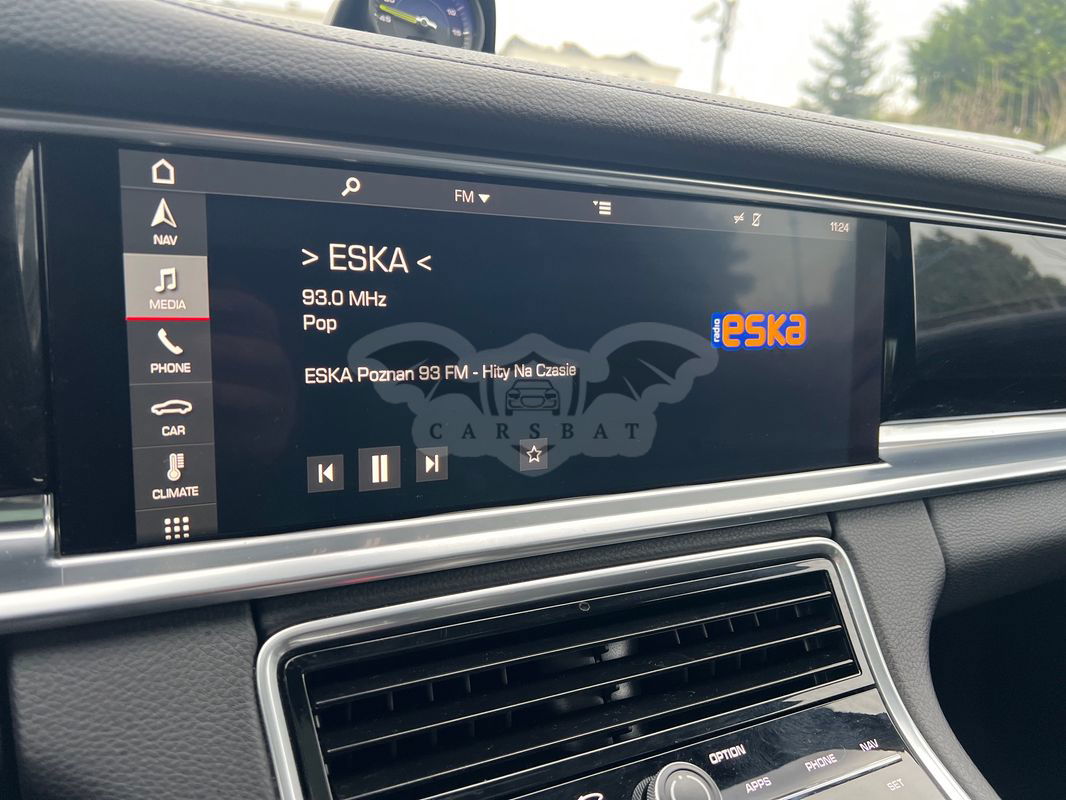 45
FM
11:24
NAV
MEDIA
PHONE
CAR
CLIMATE
> ESKA <
93.0 MHz
Pop
ESKA Poznan 93 FM - Hity Na Czasie
radio eska
CARSBAT
OPTION
APPS
PHONE
NAV
SET